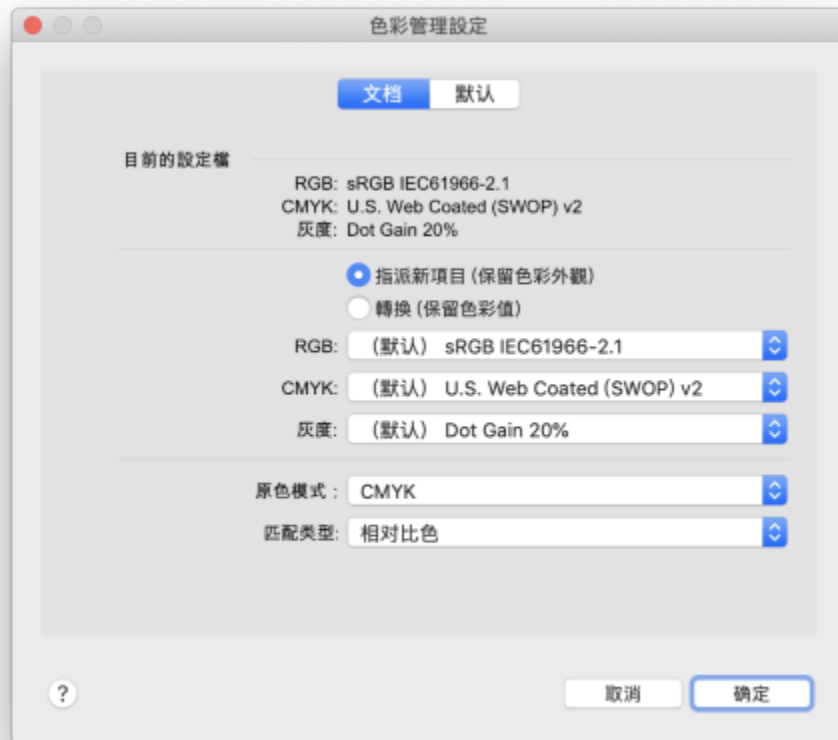 色彩管理設定
文档 默认
目前的設定檔
RGB: sRGB IEC61966-2.1
CMYK: U.S. Web Coated (SWOP) v2
灰度: Dot Gain 20%
指派新項目 (保留色彩外觀)
轉換 (保留色彩值)
RGB: (默认) sRGB IEC61966-2.1
CMYK: (默认) U.S. Web Coated (SWOP) v2
灰度: (默认) Dot Gain 20%
原色模式 : CMYK
匹配类型: 相对比色
? 取消 确定